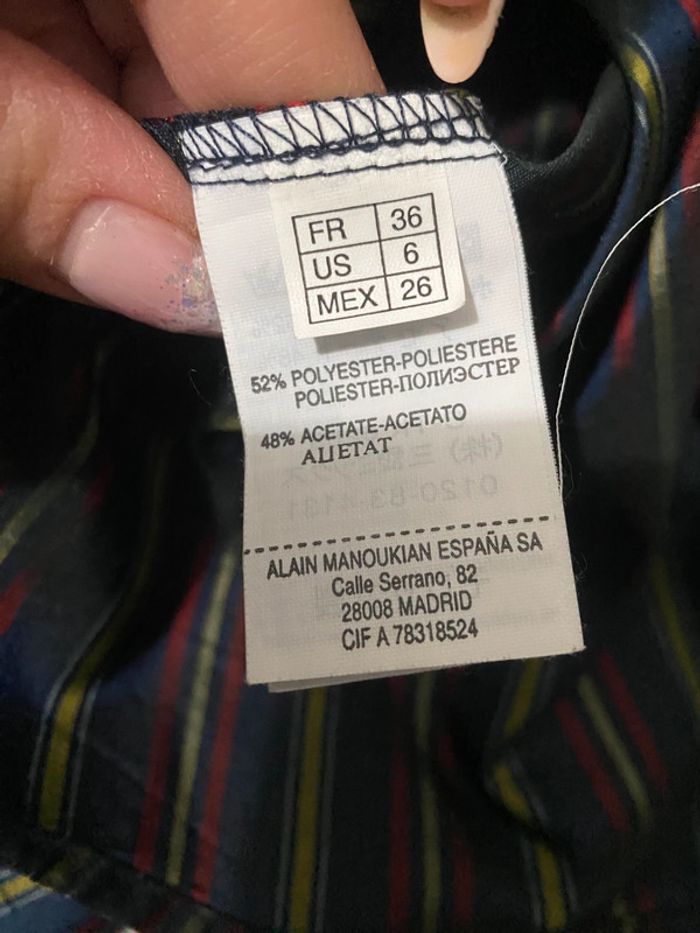 FR 36
US 6
MEX 26
52% POLYESTER-POLIESTERE
POLIESTER-ПОЛИЭСТЕР
48% ACETATE-ACETATO
АЦЕТАТ
ALAIN MANOUKIAN ESPAÑA SA
Calle Serrano, 82
28008 MADRID
CIF A 78318524